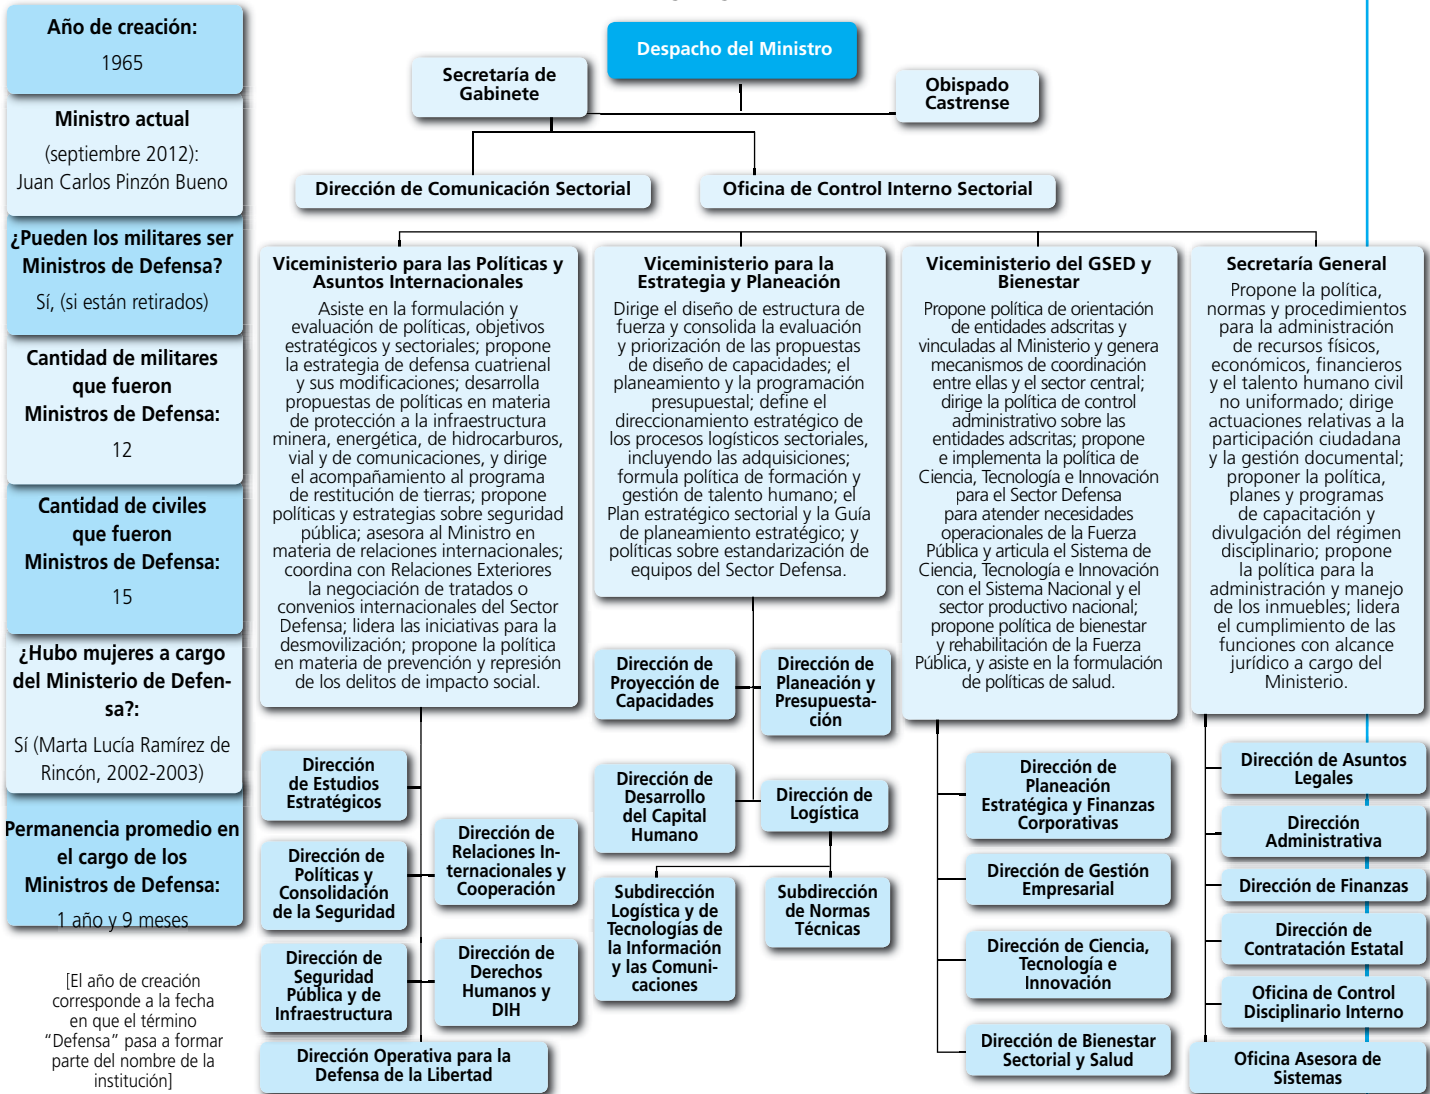 Año de creación:
1965
Ministro actual
(septiembre 2012):
Juan Carlos Pinzón Bueno
¿Pueden los militares ser
Ministros de Defensa?
Sí, (si están retirados)
Cantidad de militares
que fueron
Ministros de Defensa:
12
Cantidad de civiles
que fueron
Ministros de Defensa:
15
¿Hubo mujeres a cargo
del Ministerio de Defen-
sa?:
Sí (Marta Lucía Ramírez de
Rincón, 2002-2003)
Permanencia promedio en
el cargo de los
Ministros de Defensa:
1 año y 9 meses
[El año de creación
corresponde a la fecha
en que el término
“Defensa” pasa a formar
parte del nombre de la
institución]
Despacho del Ministro
Secretaría de
Gabinete
Obispado
Castrense
Dirección de Comunicación Sectorial
Oficina de Control Interno Sectorial
Viceministerio para las Políticas y
Asuntos Internacionales
Asiste en la formulación y
evaluación de políticas, objetivos
estratégicos y sectoriales; propone
la estrategia de defensa cuatrienal
y sus modificaciones; desarrolla
propuestas de políticas en materia
de protección a la infraestructura
minera, energética, de hidrocarburos,
vial y de comunicaciones, y dirige
el acompañamiento al programa
de restitución de tierras; propone
políticas y estrategias sobre seguridad
pública; asesora al Ministro en
materia de relaciones internacionales;
coordina con Relaciones Exteriores
la negociación de tratados o
convenios internacionales del Sector
Defensa; lidera las iniciativas para la
desmovilización; propone la política
en materia de prevención y represión
de los delitos de impacto social.
Dirección
de Estudios
Estratégicos
Dirección de
Políticas y
Consolidación
de la Seguridad
Dirección de
Relaciones In-
ternacionales y
Cooperación
Dirección de
Seguridad
Pública y de
Infraestructura
Dirección de
Derechos
Humanos y
DIH
Dirección Operativa para la
Defensa de la Libertad
Viceministerio para la
Estrategia y Planeación
Dirige el diseño de estructura de
fuerza y consolida la evaluación
y priorización de las propuestas
de diseño de capacidades; el
planeamiento y la programación
presupuestal; define el
direccionamiento estratégico de
los procesos logísticos sectoriales,
incluyendo las adquisiciones;
formula política de formación y
gestión de talento humano; el
Plan estratégico sectorial y la Guía
de planeamiento estratégico; y
políticas sobre estandarización de
equipos del Sector Defensa.
Dirección de
Proyección de
Capacidades
Dirección de
Planeación y
Presupuesta-
ción
Dirección de
Desarrollo
del Capital
Humano
Dirección de
Logística
Subdirección
Logística y de
Tecnologías de
la Información
y las Comuni-
caciones
Subdirección
de Normas
Técnicas
Viceministerio del GSED y
Bienestar
Propone política de orientación
de entidades adscritas y
vinculadas al Ministerio y genera
mecanismos de coordinación
entre ellas y el sector central;
dirige la política de control
administrativo sobre las
entidades adscritas; propone
e implementa la política de
Ciencia, Tecnología e Innovación
para el Sector Defensa
para atender necesidades
operacionales de la Fuerza
Pública y articula el Sistema de
Ciencia, Tecnología e Innovación
con el Sistema Nacional y el
sector productivo nacional;
propone política de bienestar
y rehabilitación de la Fuerza
Pública, y asiste en la formulación
de políticas de salud.
Dirección de
Planeación
Estratégica y Finanzas
Corporativas
Dirección de Gestión
Empresarial
Dirección de Ciencia,
Tecnología e
Innovación
Dirección de Bienestar
Sectorial y Salud
Secretaría General
Propone la política,
normas y procedimientos
para la administración
de recursos físicos,
económicos, financieros
y el talento humano civil
no uniformado; dirige
actuaciones relativas a la
participación ciudadana
y la gestión documental;
proponer la política,
planes y programas
de capacitación y
divulgación del régimen
disciplinario; propone
la política para la
administración y manejo
de los inmuebles; lidera
el cumplimiento de las
funciones con alcance
jurídico a cargo del
Ministerio.
Dirección de Asuntos
Legales
Dirección
Administrativa
Dirección de Finanzas
Dirección de
Contratación Estatal
Oficina de Control
Disciplinario Interno
Oficina Asesora de
Sistemas